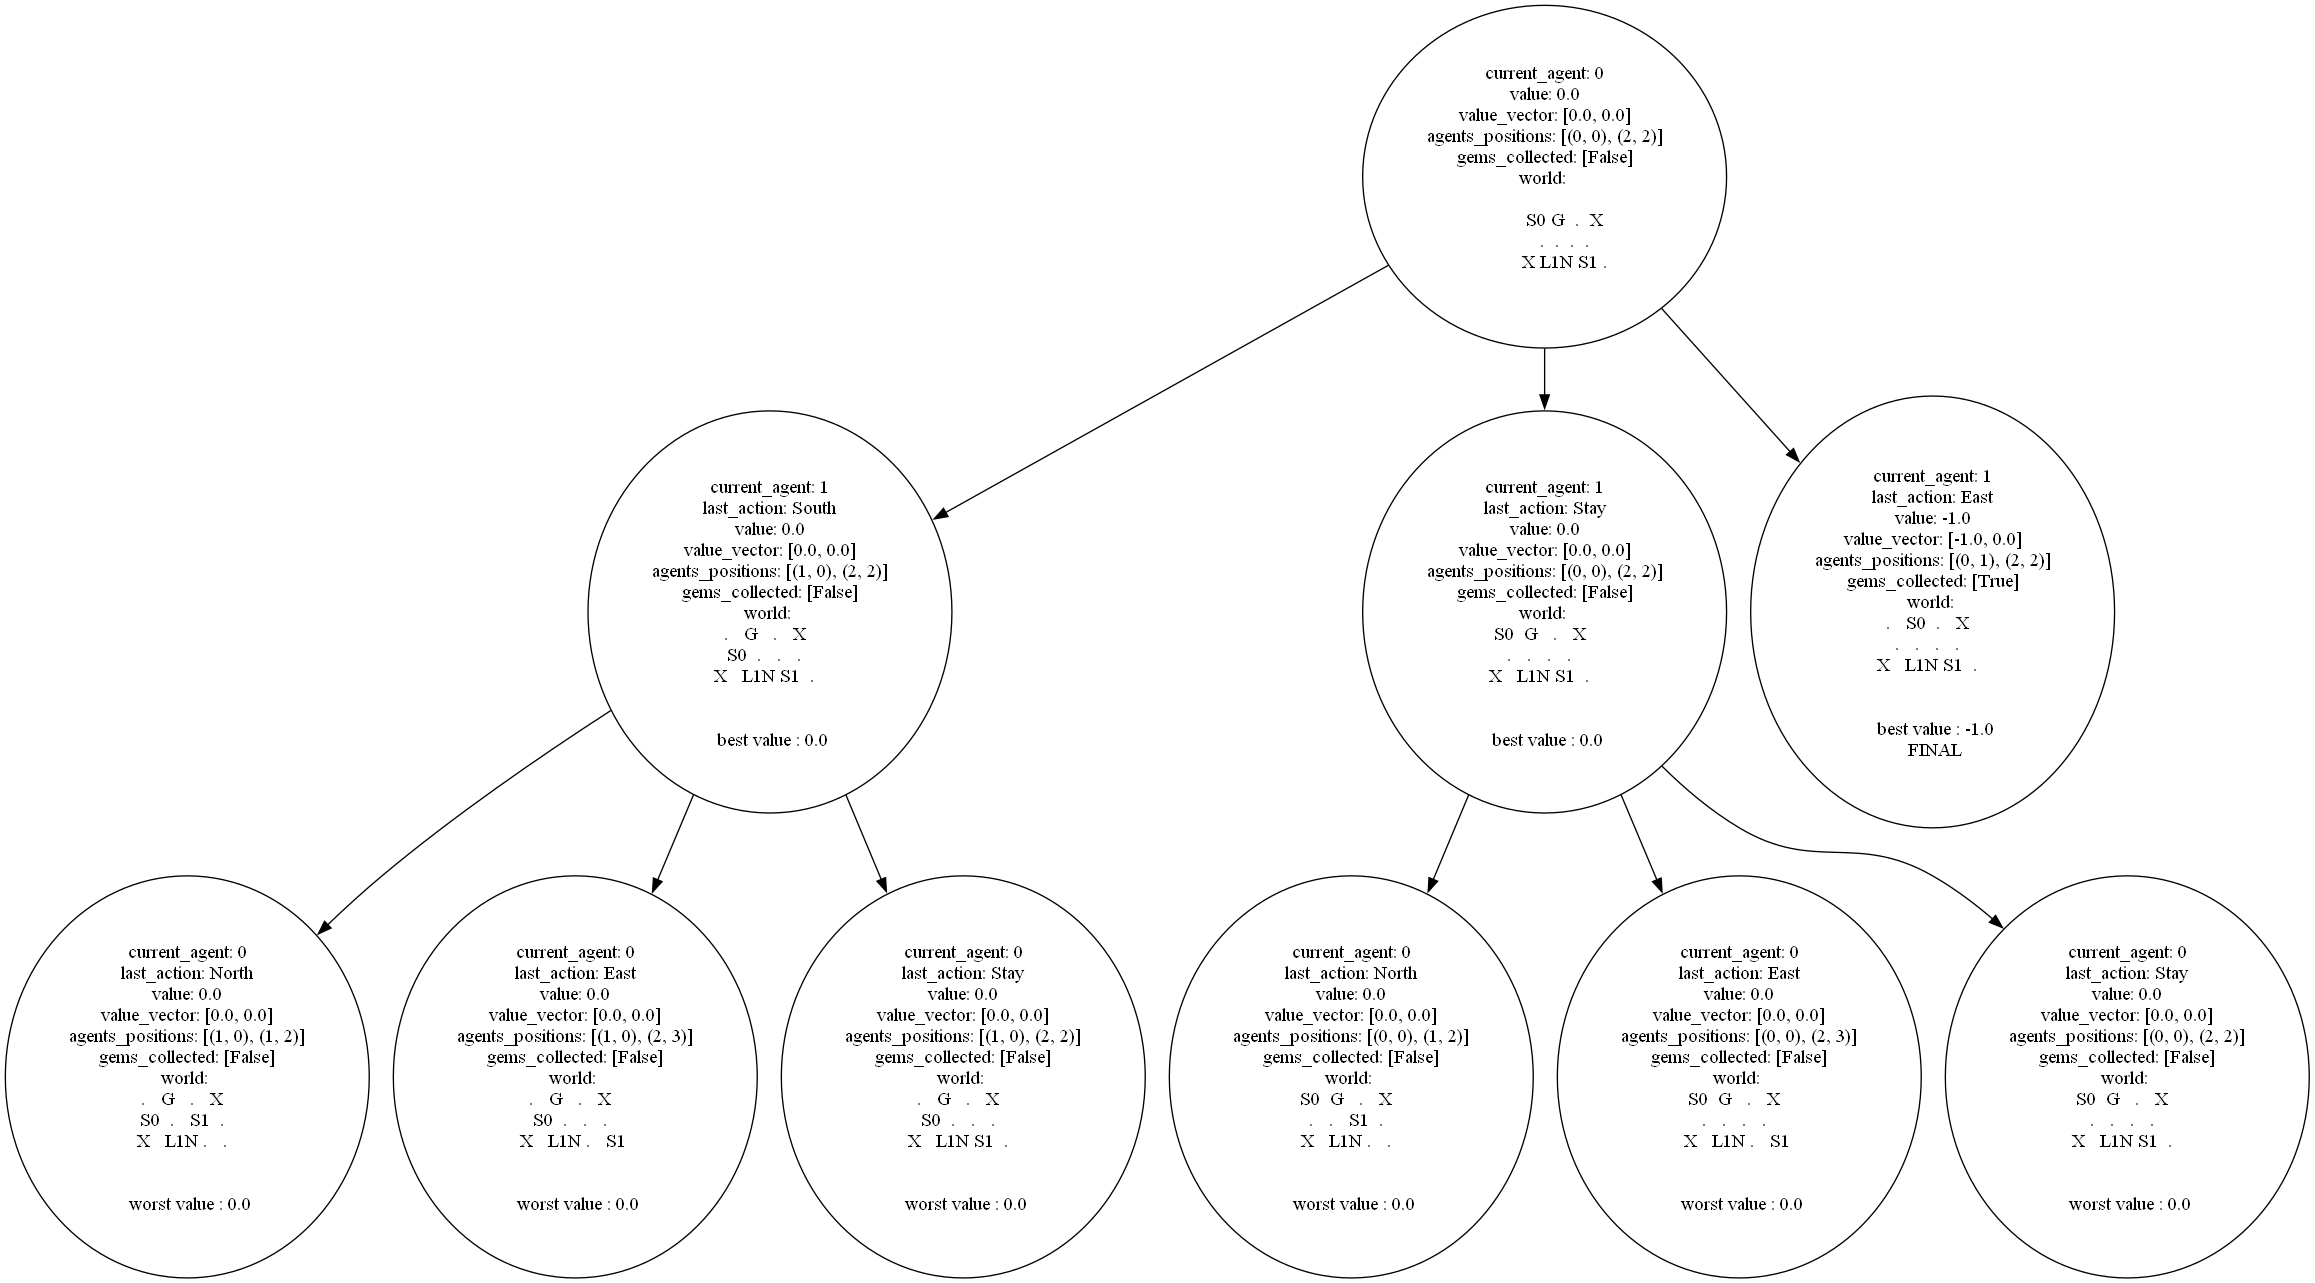 current_agent: 0
value: 0.0
value_vector: [0.0, 0.0]
agents_positions: [(0, 0), (2, 2)]
gems_collected: [False]
world:
S0 G . X
. . . .
X L1N S1 .
current_agent: 1
last_action: South
value: 0.0
value_vector: [0.0, 0.0]
agents_positions: [(1, 0), (2, 2)]
gems_collected: [False]
world:
. G . X
S0 . . .
X L1N S1 .
best value : 0.0
current_agent: 1
last_action: Stay
value: 0.0
value_vector: [0.0, 0.0]
agents_positions: [(0, 0), (2, 2)]
gems_collected: [False]
world:
S0 G . X
. . . .
X L1N S1 .
best value : 0.0
current_agent: 1
last_action: East
value: -1.0
value_vector: [-1.0, 0.0]
agents_positions: [(0, 1), (2, 2)]
gems_collected: [True]
world:
. S0 . X
. . . .
X L1N S1 .
best value : -1.0
FINAL
current_agent: 0
last_action: North
value: 0.0
value_vector: [0.0, 0.0]
agents_positions: [(1, 0), (1, 2)]
gems_collected: [False]
world:
. G . X
S0 . S1 .
X L1N . .
worst value : 0.0
current_agent: 0
last_action: East
value: 0.0
value_vector: [0.0, 0.0]
agents_positions: [(1, 0), (2, 3)]
gems_collected: [False]
world:
. G . X
S0 . . .
X L1N . S1
worst value : 0.0
current_agent: 0
last_action: Stay
value: 0.0
value_vector: [0.0, 0.0]
agents_positions: [(1, 0), (2, 2)]
gems_collected: [False]
world:
. G . X
S0 . . .
X L1N S1 .
worst value : 0.0
current_agent: 0
last_action: North
value: 0.0
value_vector: [0.0, 0.0]
agents_positions: [(0, 0), (1, 2)]
gems_collected: [False]
world:
S0 G . X
. . S1 .
X L1N . .
worst value : 0.0
current_agent: 0
last_action: East
value: 0.0
value_vector: [0.0, 0.0]
agents_positions: [(0, 0), (2, 3)]
gems_collected: [False]
world:
S0 G . X
. . . .
X L1N . S1
worst value : 0.0
current_agent: 0
last_action: Stay
value: 0.0
value_vector: [0.0, 0.0]
agents_positions: [(0, 0), (2, 2)]
gems_collected: [False]
world:
S0 G . X
. . . .
X L1N S1 .
worst value : 0.0